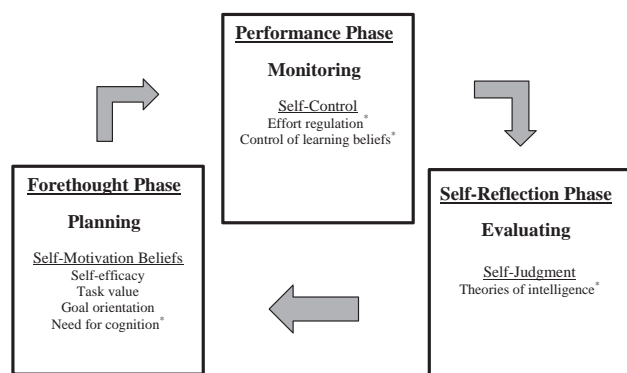 Performance Phase
Monitoring
Self-Control
Effort regulation*
Control of learning beliefs*
Forethought Phase
Planning
Self-Motivation Beliefs
Self-efficacy
Task value
Goal orientation
Need for cognition*
Self-Reflection Phase
Evaluating
Self-Judgment
Theories of intelligence*